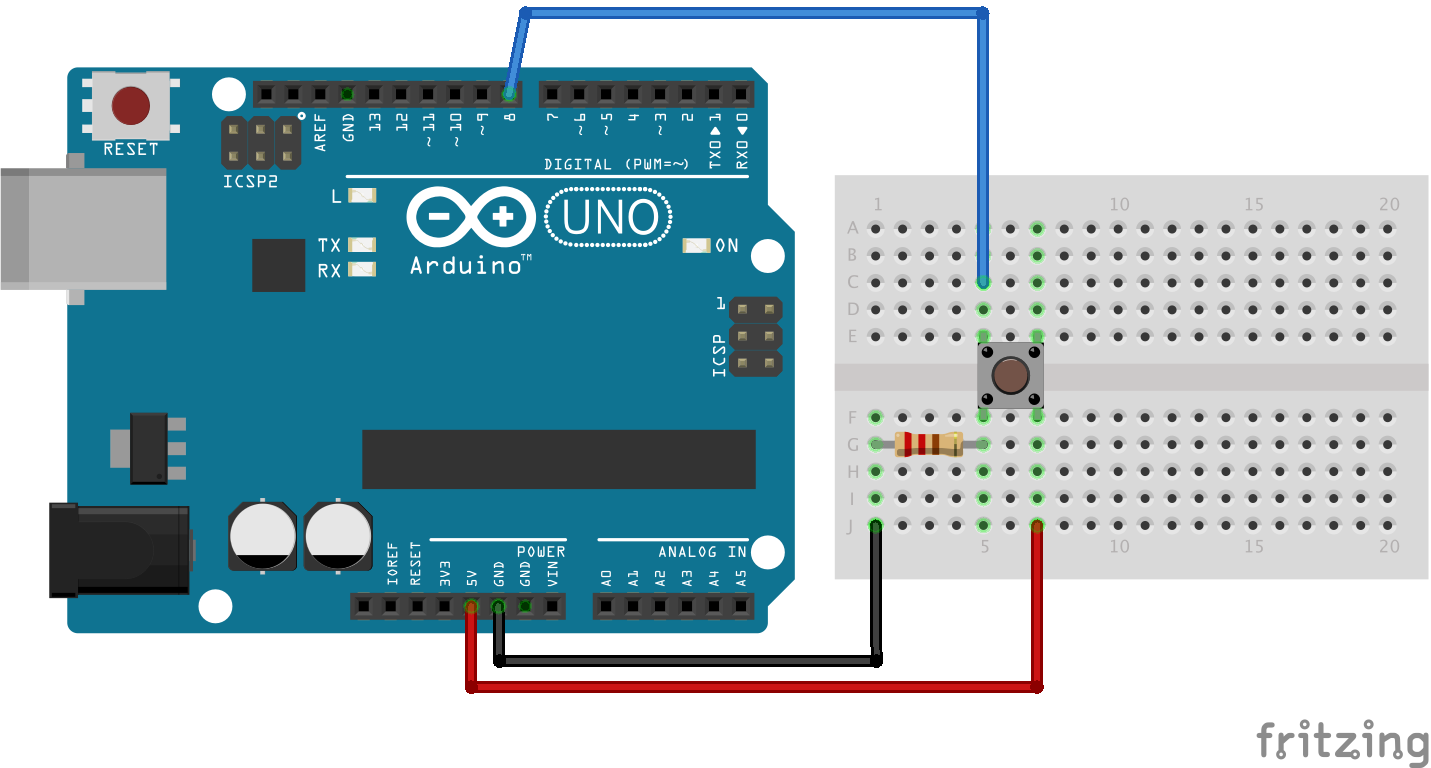 RESET
ICSP2
AREF
GND
13
12
~11
~10
~9
8
7
~6
~5
4
~3
2
TX0▶1
RX0◀0
DIGITAL (PWM=~)
L
TX
RX
UNO
Arduino™
ON
1
ICSP
IOREF
RESET
3V3
5V
GND
GND
VIN
POWER
ANALOG IN
A0
A1
A2
A3
A4
A5
1 10 15 20
A
B
C
D
E
F
G
H
I
J
5 10 15 20
fritzing